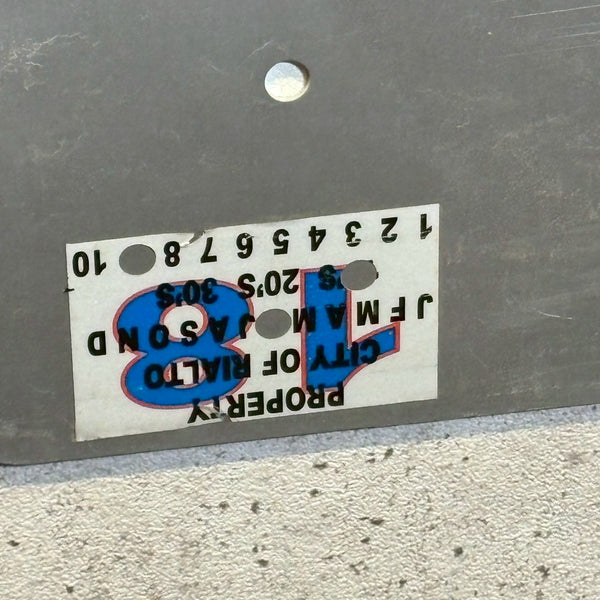 PROPERTY
CITY OF RIALTO
18
J F M A M J A S O N D
'S 20'S 30'S
1 2 3 4 5 6 7 8 10